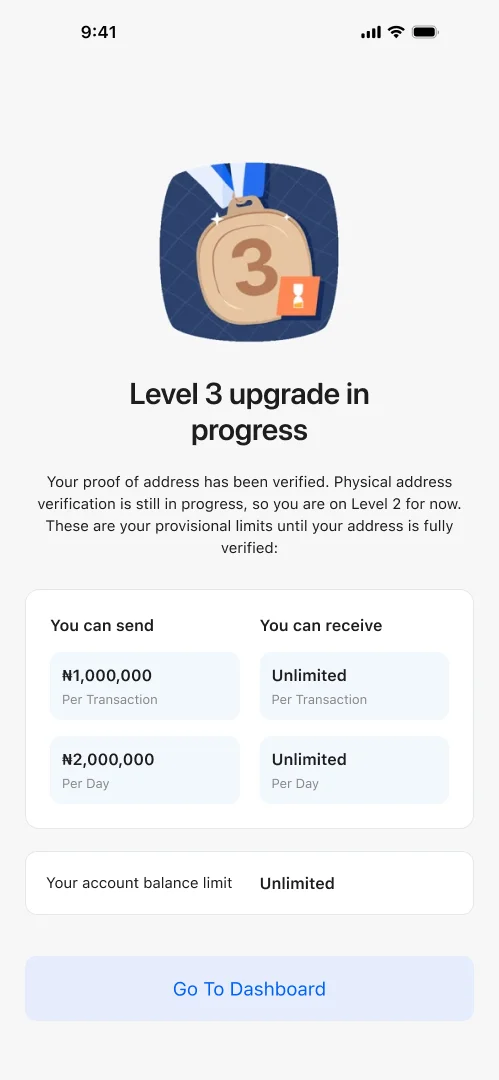 9:41
3
Level 3 upgrade in
progress
Your proof of address has been verified. Physical address
verification is still in progress, so you are on Level 2 for now.
These are your provisional limits until your address is fully
verified:
You can send
You can receive
₦1,000,000
Per Transaction
Unlimited
Per Transaction
₦2,000,000
Per Day
Unlimited
Per Day
Your account balance limit
Unlimited
Go To Dashboard